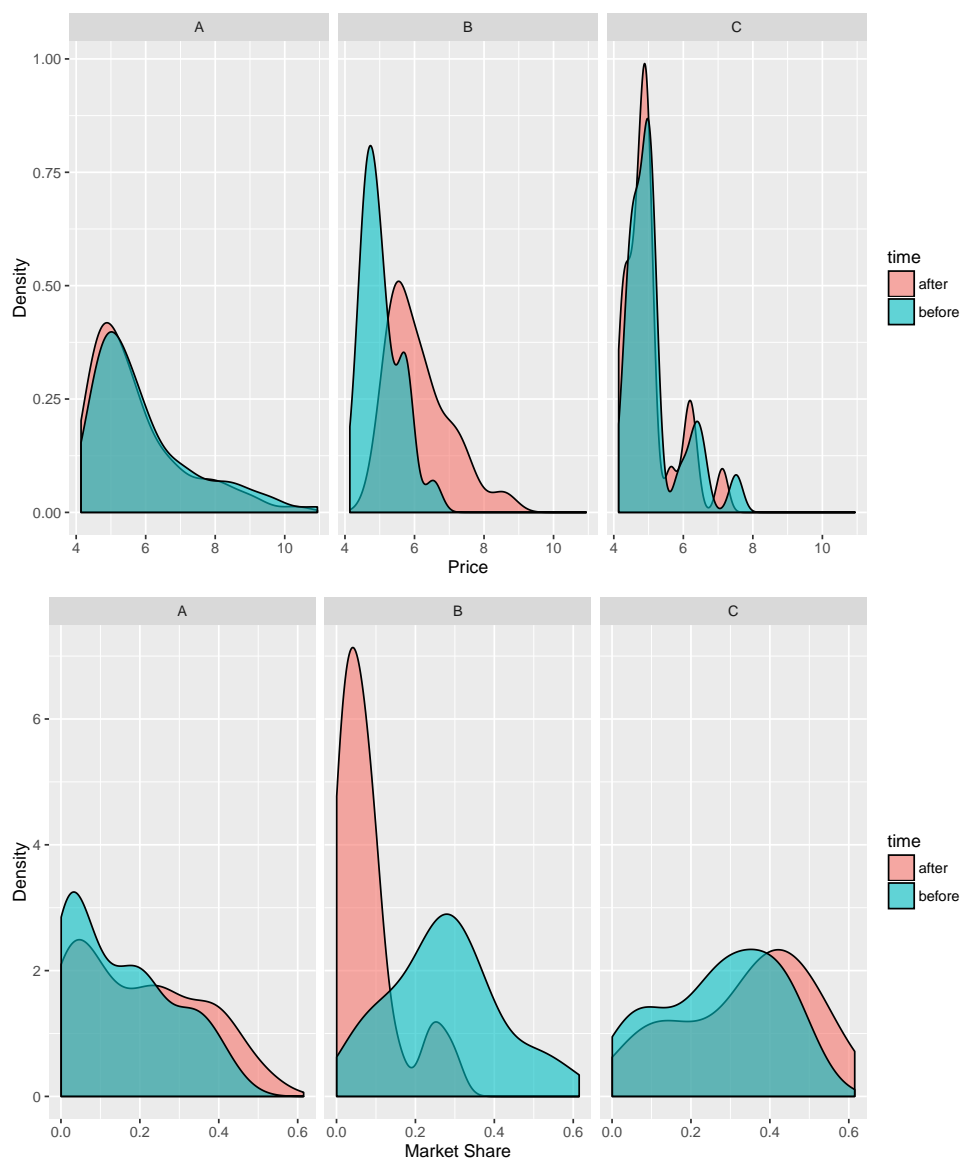 A B C
1.00
0.75
0.50
0.25
0.00
Density
4 6 8 10 4 6 8 10 4 6 8 10
Price
time
after
before
A B C
6
4
2
0
Density
0.0 0.2 0.4 0.6 0.0 0.2 0.4 0.6 0.0 0.2 0.4 0.6
Market Share
time
after
before